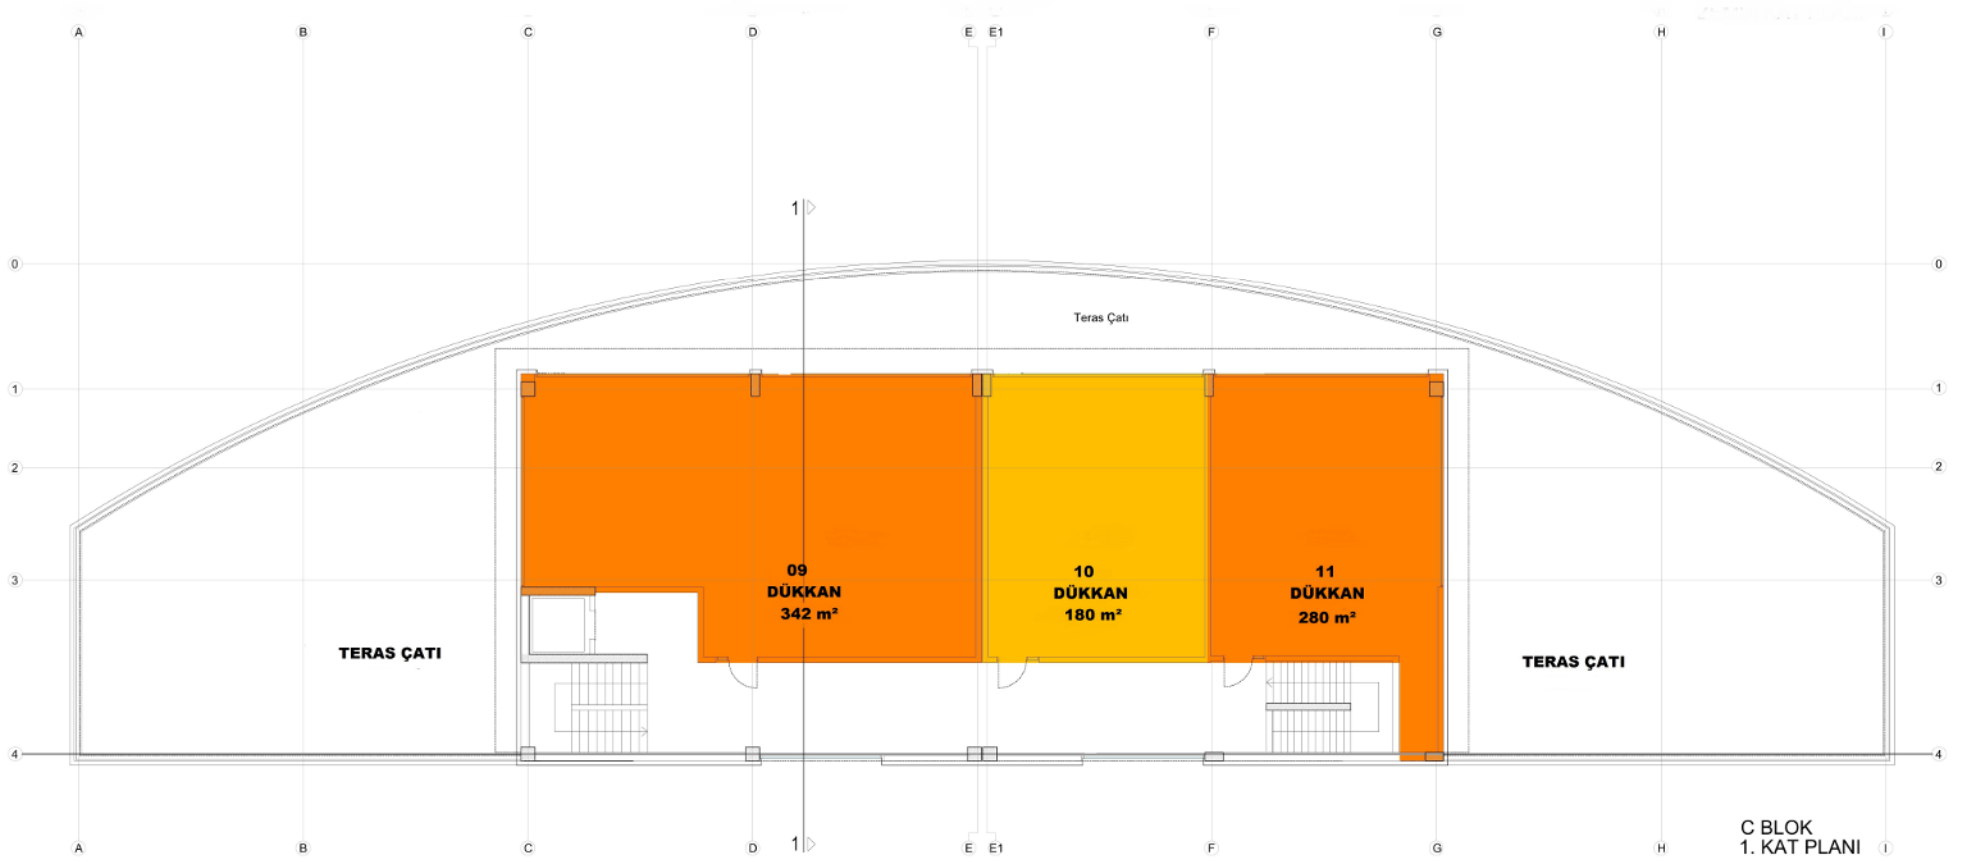 A B C D E E1 F G H I
1
0 0
Teras Çatı
1 1
2 2
3 3
09
DÜKKAN
342 m²
10
DÜKKAN
180 m²
11
DÜKKAN
280 m²
TERAS ÇATI
TERAS ÇATI
4 4
C BLOK
1. KAT PLANI
1
A B C D E E1 F G H I